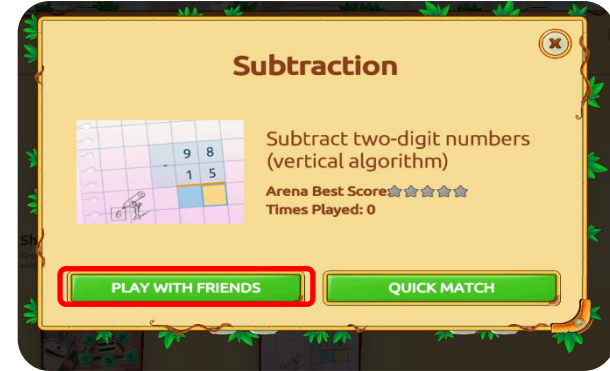 Subtraction
9 8
- 1 5
6
Subtract two-digit numbers
(vertical algorithm)
Arena Best Score:
Times Played: 0
PLAY WITH FRIENDS
QUICK MATCH